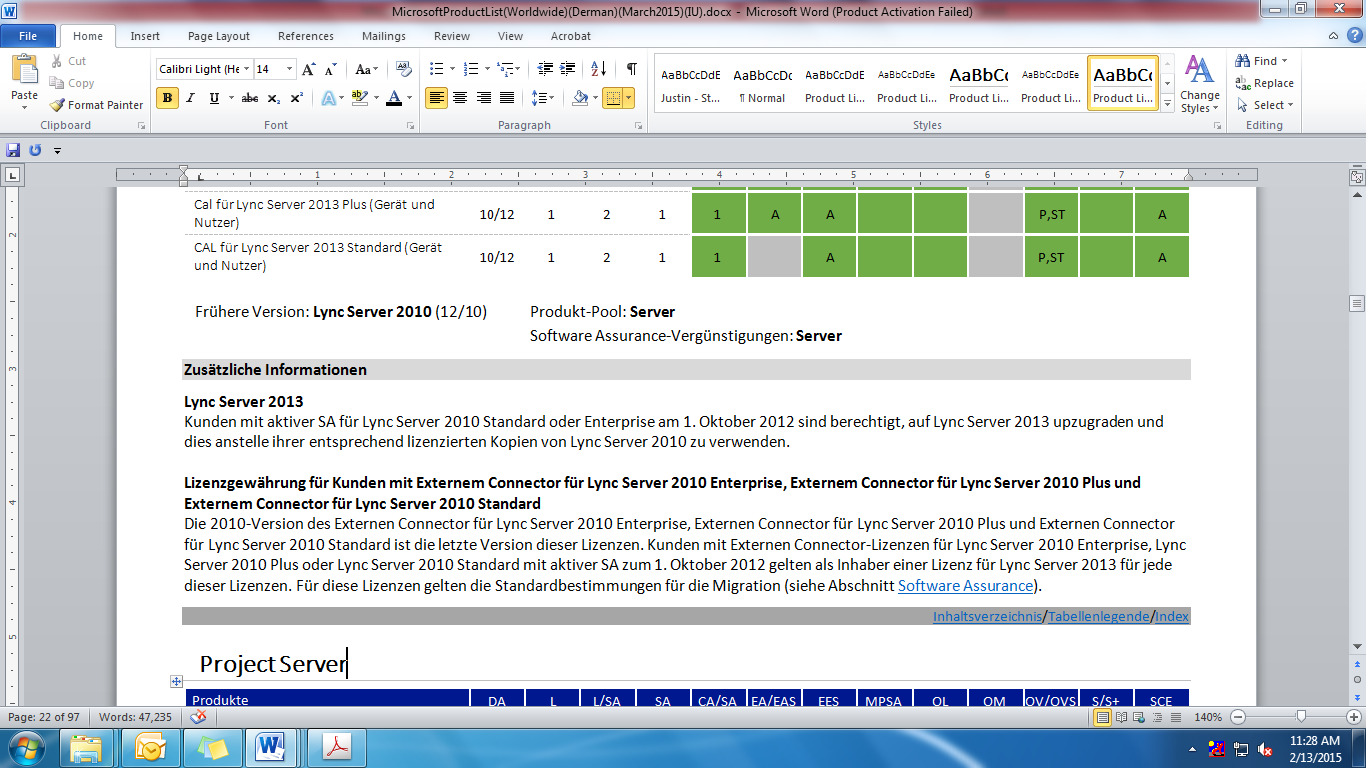 MicrosoftProductList(Worldwide)(Derman)(March2015)(IU).docx - Microsoft Word (Product Activation Failed)
File Home Insert Page Layout References Mailings Review View Acrobat
Paste
Cut
Copy
Format Painter
Calibri Light (He 14
AaBbCcDdE AaBbCcDc AaBbCcDdE AaBbCcDdEe AaBbCc AaBbCcDdEe AaBbCc
Justin - St... ¶ Normal Product Li... Product Li... Product Li... Product Li... Product Li...
Change
Styles
Find
Replace
Select
Clipboard Font Paragraph Styles Editing
1 2 3 4 5 6 7
Cal für Lync Server 2013 Plus (Gerät und
Nutzer)
10/12 1 2 1 1 A A P,ST A
CAL für Lync Server 2013 Standard (Gerät
und Nutzer)
10/12 1 2 1 1 A P,ST A
Frühere Version: Lync Server 2010 (12/10) Produkt-Pool: Server
Software Assurance-Vergünstigungen: Server
Zusätzliche Informationen
Lync Server 2013
Kunden mit aktiver SA für Lync Server 2010 Standard oder Enterprise am 1. Oktober 2012 sind berechtigt, auf Lync Server 2013 upzugraden und
dies anstelle ihrer entsprechend lizenzierten Kopien von Lync Server 2010 zu verwenden.
Lizenzgewährung für Kunden mit Externem Connector für Lync Server 2010 Enterprise, Externem Connector für Lync Server 2010 Plus und
Externem Connector für Lync Server 2010 Standard
Die 2010-Version des Externen Connector für Lync Server 2010 Enterprise, Externen Connector für Lync Server 2010 Plus und Externen Connector
für Lync Server 2010 Standard ist die letzte Version dieser Lizenzen. Kunden mit Externen Connector-Lizenzen für Lync Server 2010 Enterprise, Lync
Server 2010 Plus oder Lync Server 2010 Standard mit aktiver SA zum 1. Oktober 2012 gelten als Inhaber einer Lizenz für Lync Server 2013 für jede
dieser Lizenzen. Für diese Lizenzen gelten die Standardbestimmungen für die Migration (siehe Abschnitt Software Assurance).
Inhaltsverzeichnis/Tabellenlegende/Index
Project Server
Produkte DA L L/SA SA CA/SA EA/EAS EES MPSA OL OM OV/OVS S/S+ SCE
Page: 22 of 97 Words: 47,235 140%
11:28 AM
2/13/2015